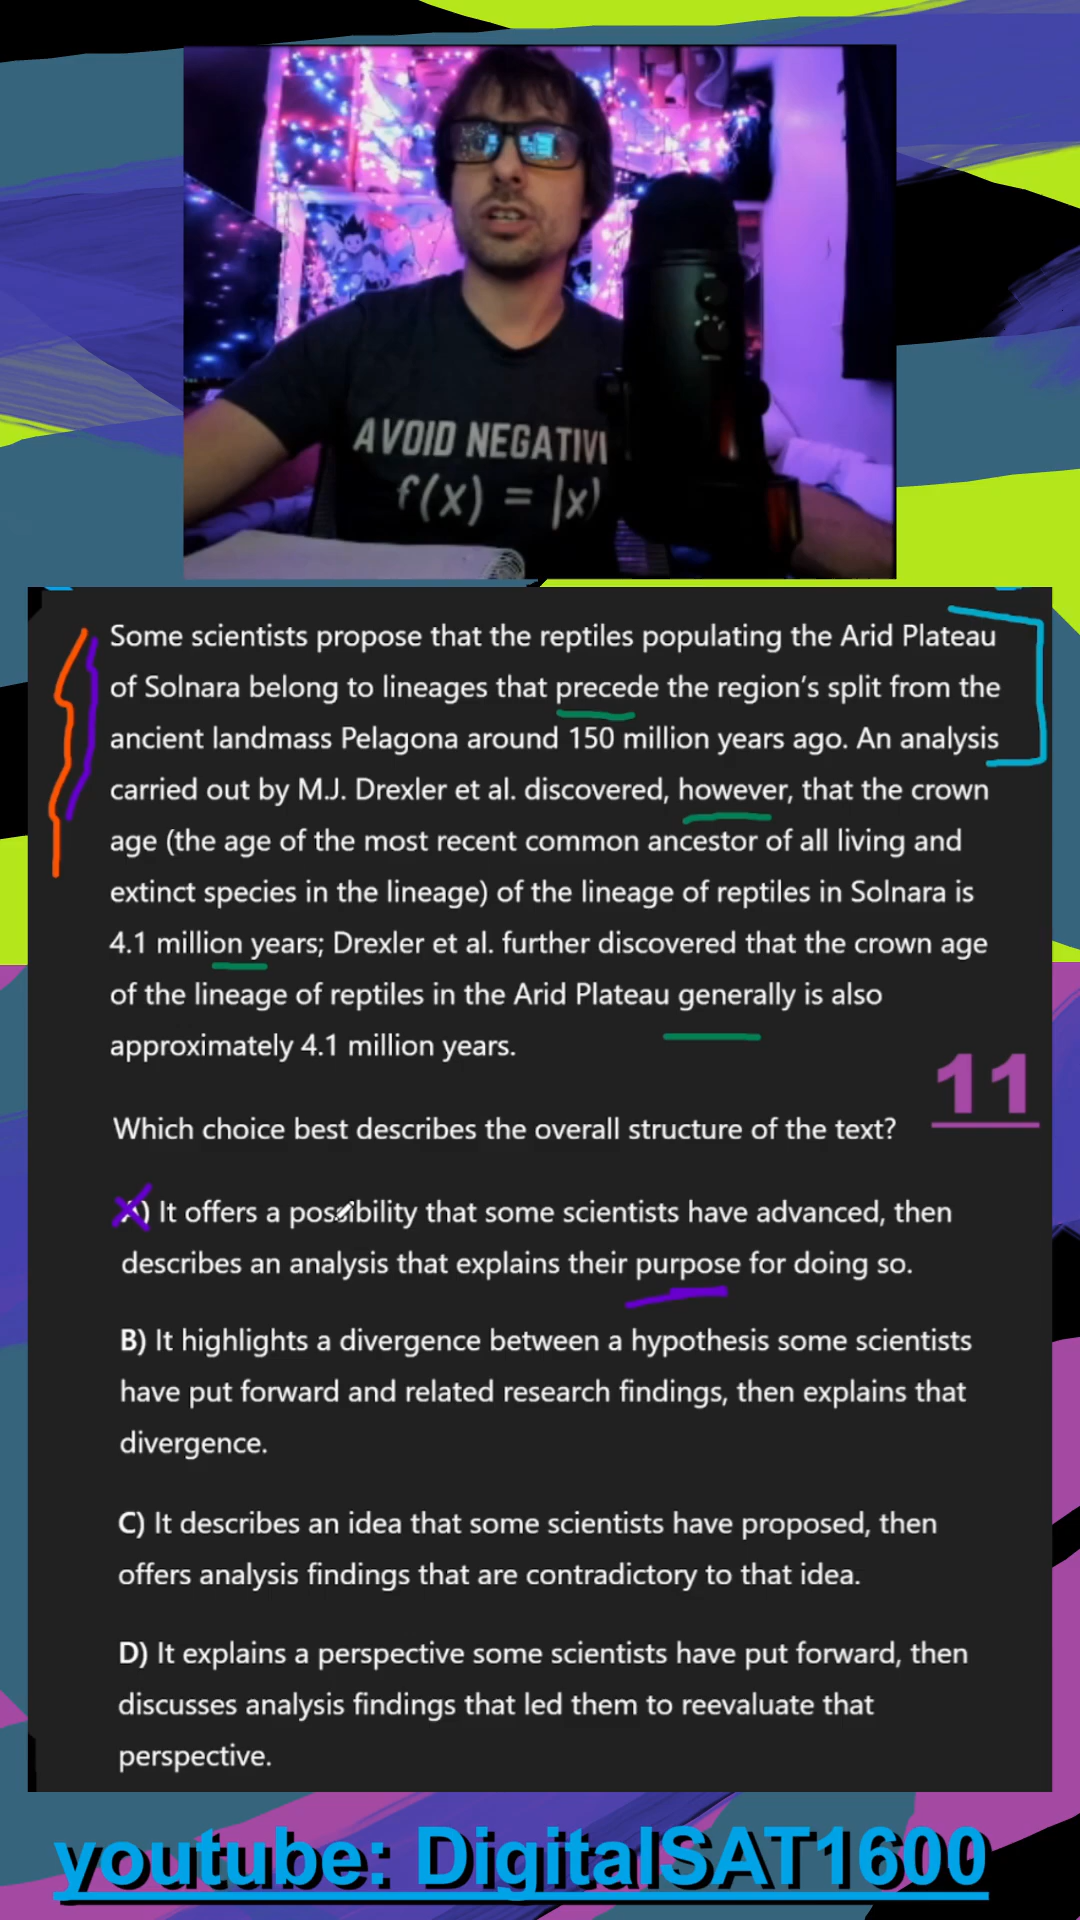 AVOID NEGATIVI
f(x) = |x)
Some scientists propose that the reptiles populating the Arid Plateau
of Solnara belong to lineages that precede the region's split from the
ancient landmass Pelagona around 150 million years ago. An analysis
carried out by M.J. Drexler et al. discovered, however, that the crown
age (the age of the most recent common ancestor of all living and
extinct species in the lineage) of the lineage of reptiles in Solnara is
4.1 million years; Drexler et al. further discovered that the crown age
of the lineage of reptiles in the Arid Plateau generally is also
approximately 4.1 million years.
11
Which choice best describes the overall structure of the text?
A) It offers a possibility that some scientists have advanced, then
describes an analysis that explains their purpose for doing so.
B) It highlights a divergence between a hypothesis some scientists
have put forward and related research findings, then explains that
divergence.
C) It describes an idea that some scientists have proposed, then
offers analysis findings that are contradictory to that idea.
D) It explains a perspective some scientists have put forward, then
discusses analysis findings that led them to reevaluate that
perspective.
youtube: DigitalSAT1600